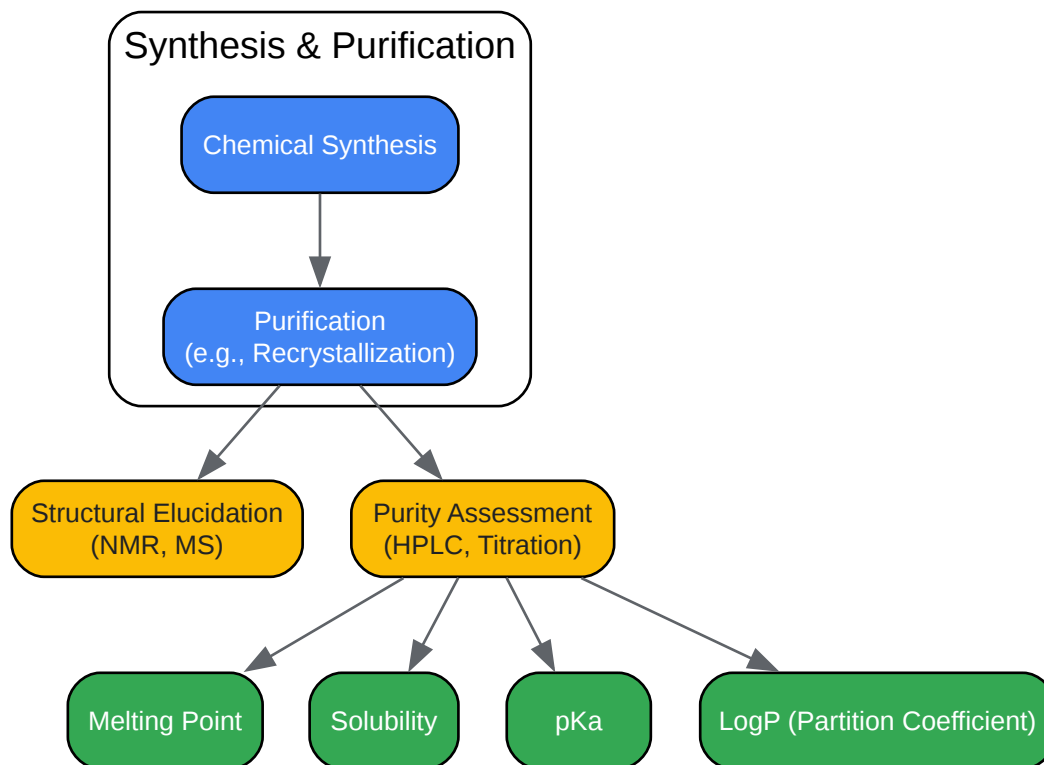 Synthesis & Purification
Chemical Synthesis
Purification
(e.g., Recrystallization)
Structural Elucidation
(NMR, MS)
Purity Assessment
(HPLC, Titration)
Melting Point
Solubility
pKa
LogP (Partition Coefficient)